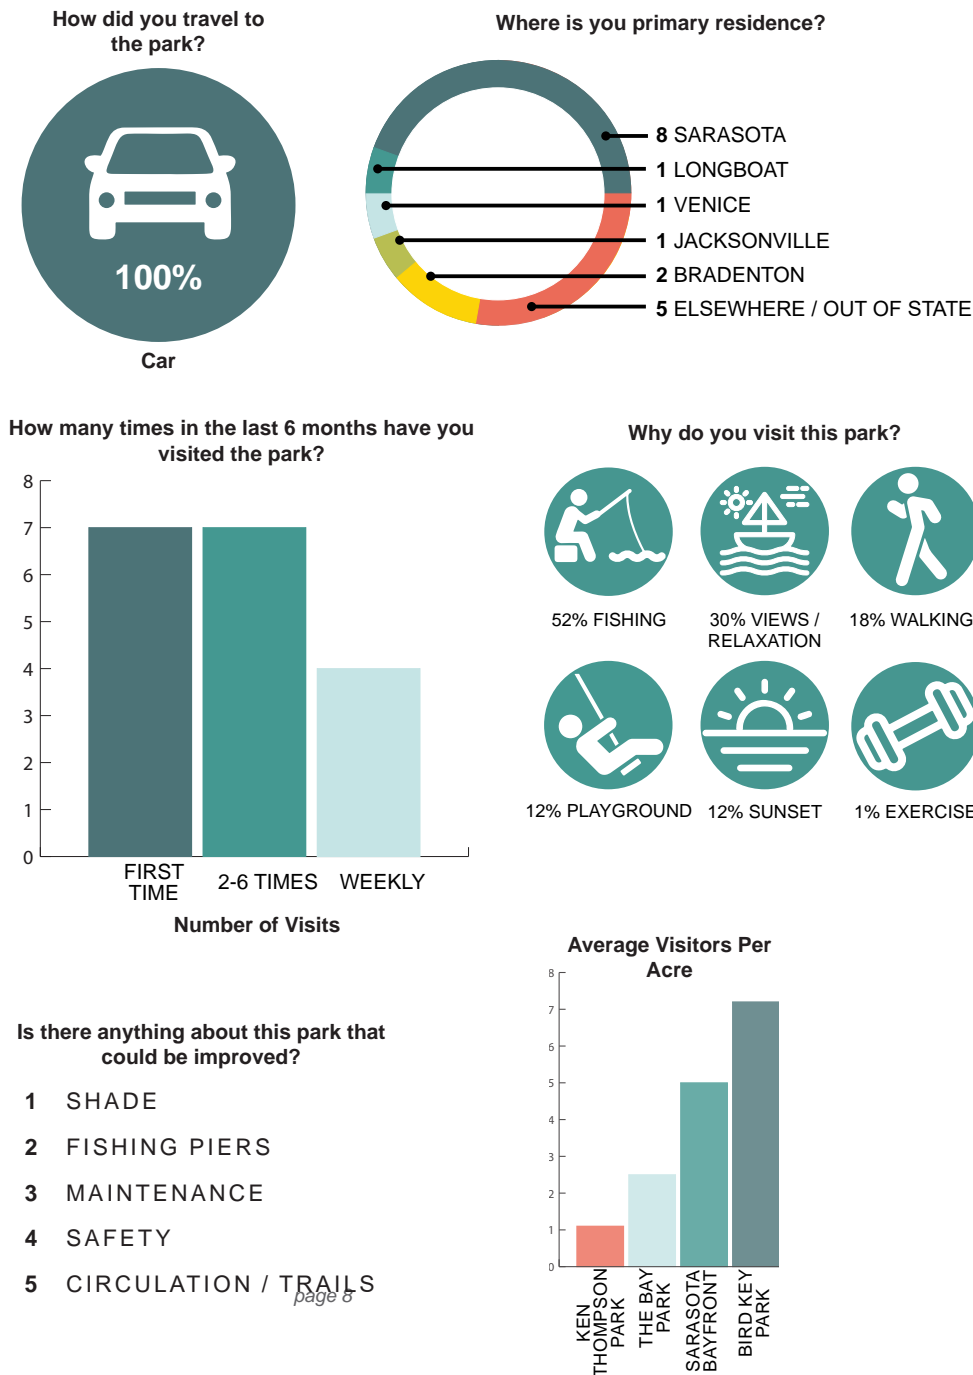 How did you travel to
the park?
100%
Car
Where is you primary residence?
8 SARASOTA
1 LONGBOAT
1 VENICE
1 JACKSONVILLE
2 BRADENTON
5 ELSEWHERE / OUT OF STATE
How many times in the last 6 months have you
visited the park?
8
7
6
5
4
3
2
1
0
FIRST
TIME
2-6 TIMES
WEEKLY
Number of Visits
Why do you visit this park?
52% FISHING
30% VIEWS /
RELAXATION
18% WALKING
12% PLAYGROUND
12% SUNSET
1% EXERCISE
Is there anything about this park that
could be improved?
1 SHADE
2 FISHING PIERS
3 MAINTENANCE
4 SAFETY
5 CIRCULATION / TRAILS
page 8
Average Visitors Per
Acre
8
7
6
5
4
3
2
1
0
KEN
THOMPSON
PARK
THE BAY
PARK
SARASOTA
BAYFRONT
BIRD KEY
PARK